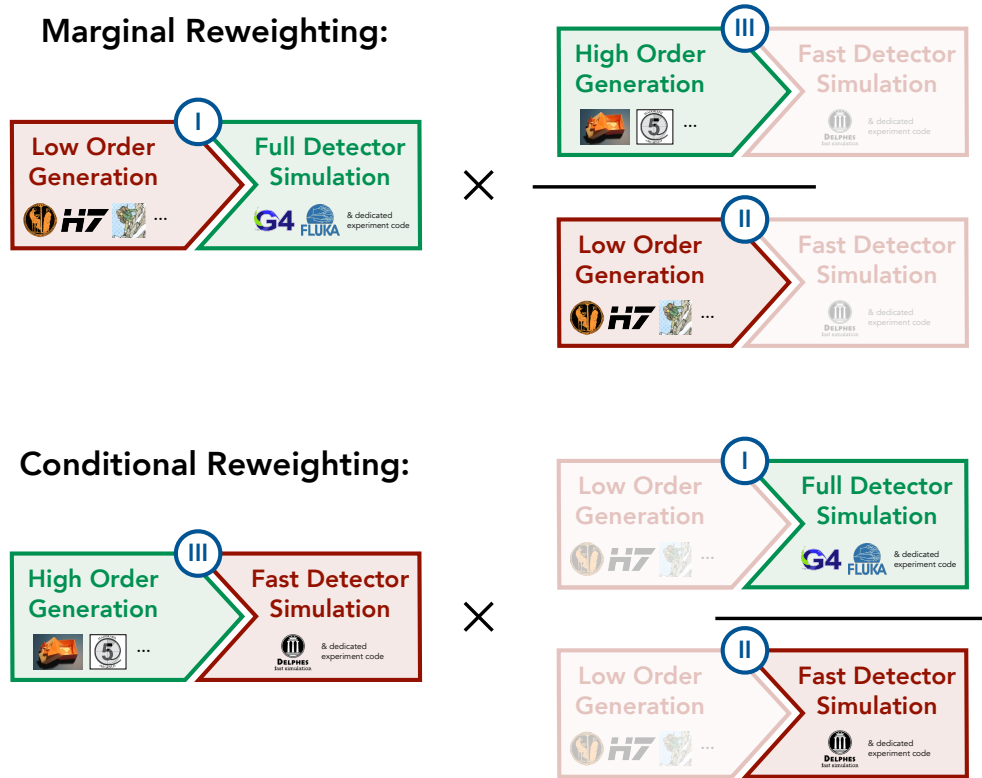 Marginal Reweighting:
I
Low Order
Generation
H7
...
Full Detector
Simulation
G4
FLUKA
& dedicated
experiment code
×
III
High Order
Generation
5
...
Fast Detector
Simulation
DELPHES
fast simulation
& dedicated
experiment code
II
Low Order
Generation
H7
...
Fast Detector
Simulation
DELPHES
fast simulation
& dedicated
experiment code
Conditional Reweighting:
III
High Order
Generation
5
...
Fast Detector
Simulation
DELPHES
fast simulation
& dedicated
experiment code
×
I
Low Order
Generation
H7
...
Full Detector
Simulation
G4
FLUKA
& dedicated
experiment code
II
Low Order
Generation
H7
...
Fast Detector
Simulation
DELPHES
fast simulation
& dedicated
experiment code